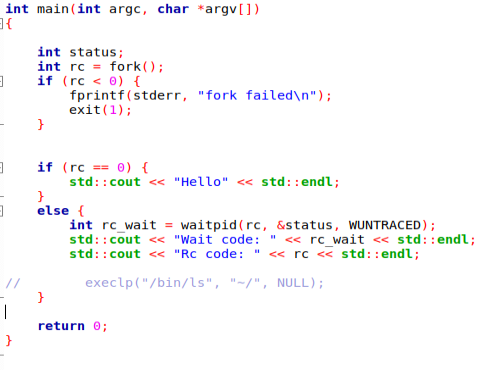 int main(int argc, char *argv[])
{
    int status;
    int rc = fork();
    if (rc < 0) {
        fprintf(stderr, "fork failed\n");
        exit(1);
    }
    if (rc == 0) {
        std::cout << "Hello" << std::endl;
    }
    else {
        int rc_wait = waitpid(rc, &status, WUNTRACED);
        std::cout << "Wait code: " << rc_wait << std::endl;
        std::cout << "Rc code: " << rc << std::endl;
//        execlp("/bin/ls", "~/", NULL);
    }
    return 0;
}